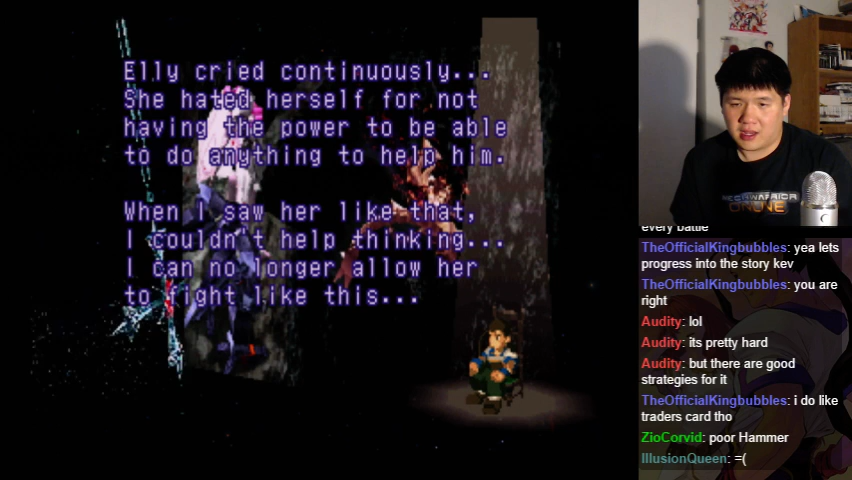 Elly cried continuously...
She hated herself for not
having the power to be able
to do anything to help him.
When I saw her like that,
I couldn't help thinking...
I can no longer allow her
to fight like this...
MECHWARRIOR
ONLINE
every battle
TheOfficialKingbubbles: yea lets
progress into the story kev
TheOfficialKingbubbles: you are
right
Audity: lol
Audity: its pretty hard
Audity: but there are good
strategies for it
TheOfficialKingbubbles: i do like
traders card tho
ZioCorvid: poor Hammer
IllusionQueen: =(